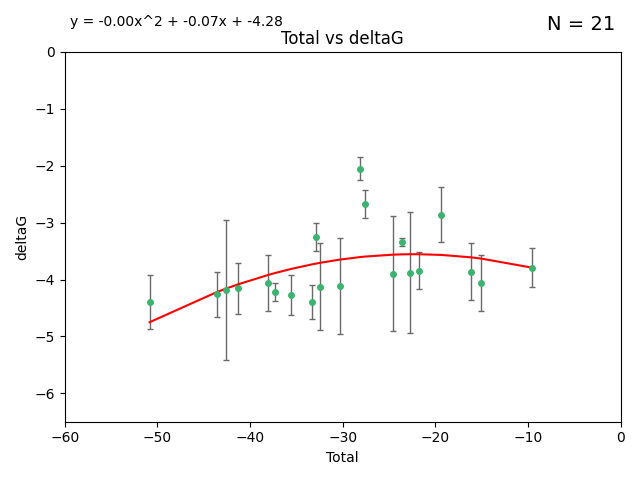 y = -0.00x^2 + -0.07x + -4.28
N = 21
Total vs deltaG
deltaG
0
−1
−2
−3
−4
−5
−6
−60
−50
−40
−30
−20
−10
0
Total